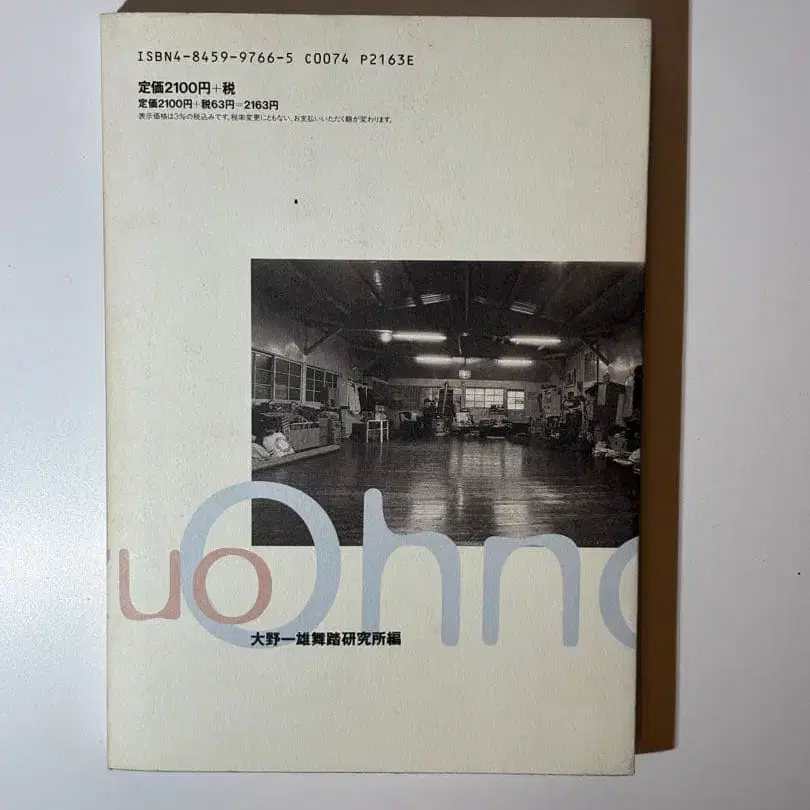 ISBN4-8459-9766-5 C0074 P2163E
定価2100円+税
定価2100円+税63円=2163円
表示価格は3%の税込みです。税率変更にともない、お支払いいただく額が変わります。
uo Ohno
大野一雄舞踏研究所編